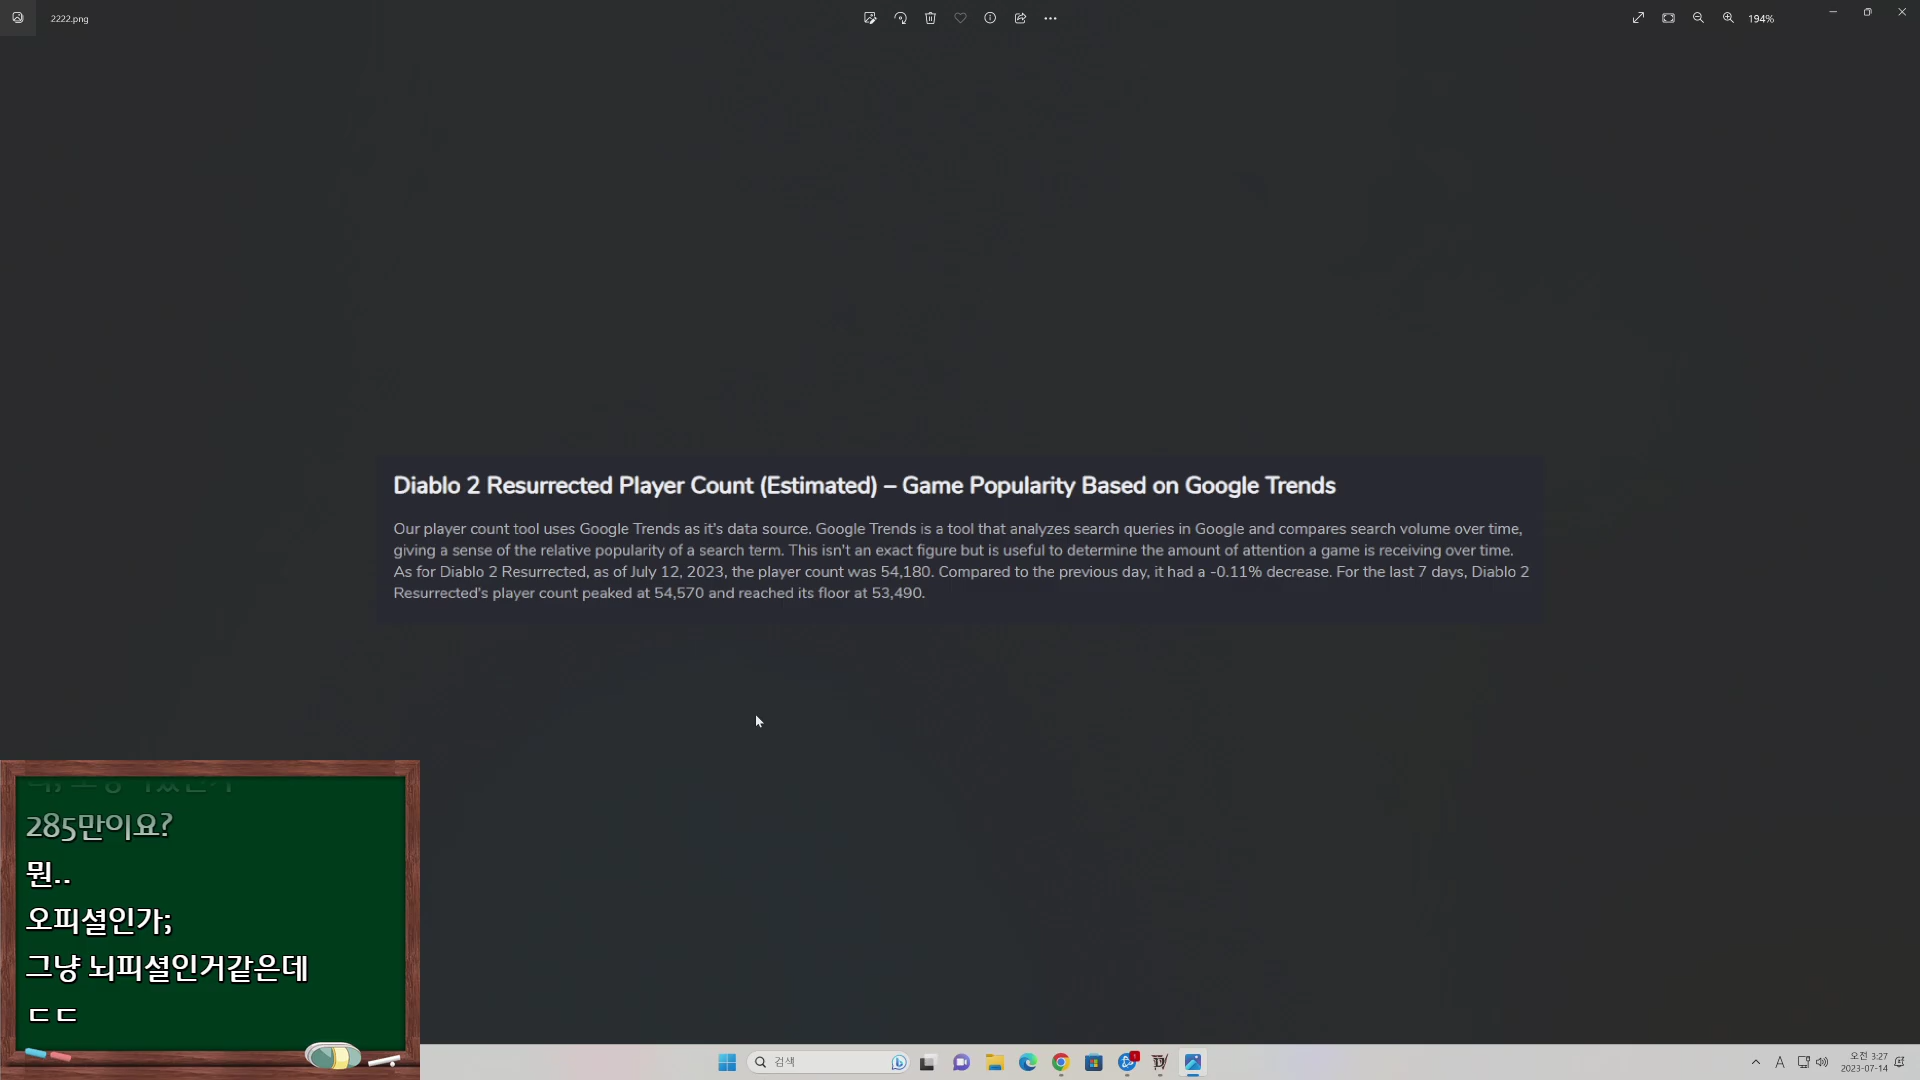 2222.png
194%
Diablo 2 Resurrected Player Count (Estimated) – Game Popularity Based on Google Trends
Our player count tool uses Google Trends as it's data source. Google Trends is a tool that analyzes search queries in Google and compares search volume over time,
giving a sense of the relative popularity of a search term. This isn't an exact figure but is useful to determine the amount of attention a game is receiving over time.
As for Diablo 2 Resurrected, as of July 12, 2023, the player count was 54,180. Compared to the previous day, it had a -0.11% decrease. For the last 7 days, Diablo 2
Resurrected's player count peaked at 54,570 and reached its floor at 53,490.
285만이요?
뭔..
오피셜인가;
그냥 뇌피셜인거같은데
ㄷㄷ
검색
A
오전 3:27
2023-07-14